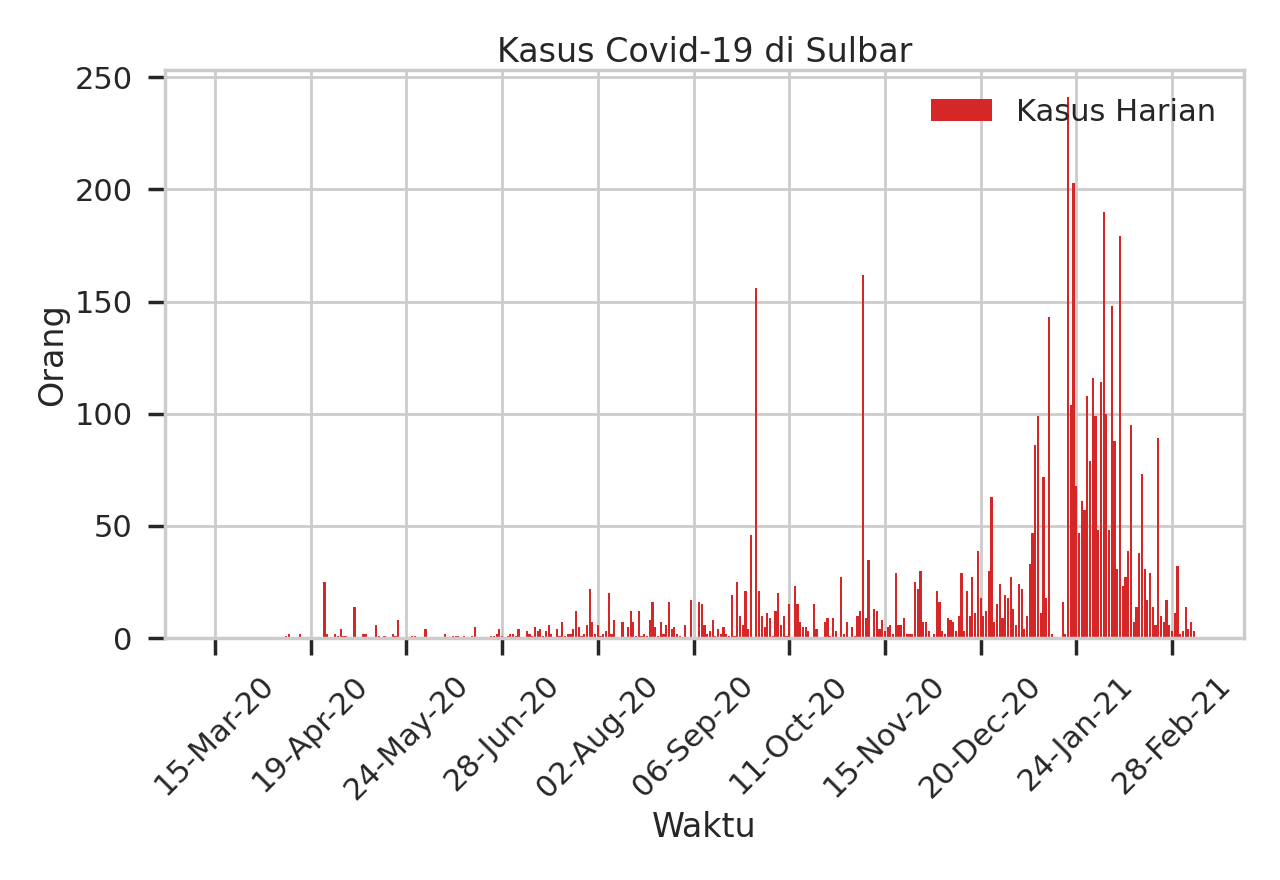 Kasus Covid-19 di Sulbar
Kasus Harian
Orang
250
200
150
100
50
0
15-Mar-20
19-Apr-20
24-May-20
28-Jun-20
02-Aug-20
06-Sep-20
11-Oct-20
15-Nov-20
20-Dec-20
24-Jan-21
28-Feb-21
Waktu